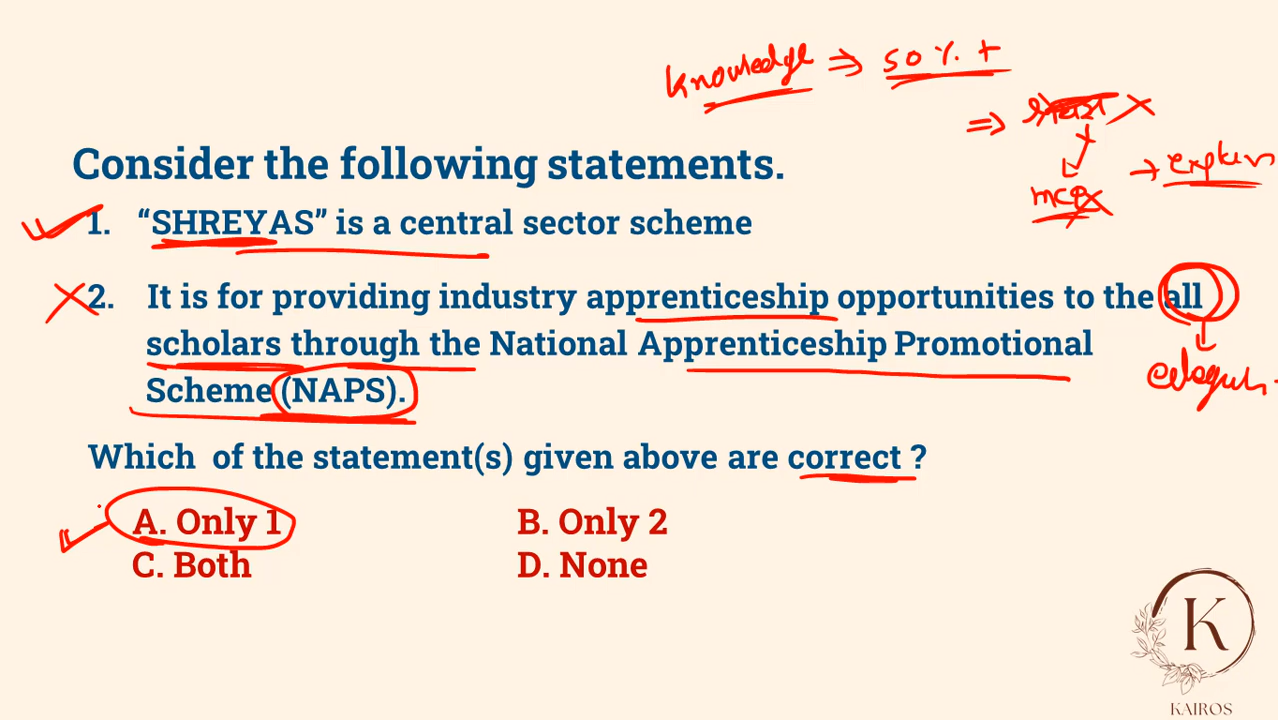 Knowledge ⇒ 50% +
⇒
mcq
Consider the following statements.
1. “SHREYAS” is a central sector scheme
2. It is for providing industry apprenticeship opportunities to the all
scholars through the National Apprenticeship Promotional
Scheme (NAPS).
Which of the statement(s) given above are correct ?
A. Only 1 B. Only 2
C. Both D. None
K
KAIROS